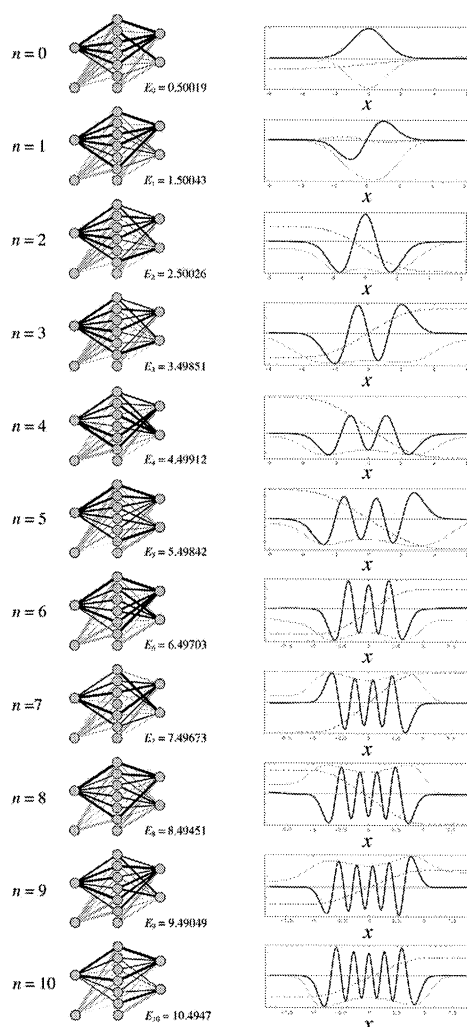 n = 0
E₀ = 0.50019
x
n = 1
E₁ = 1.50043
x
n = 2
E₂ = 2.50026
x
n = 3
E₃ = 3.49851
x
n = 4
E₄ = 4.49912
x
n = 5
E₅ = 5.49842
x
n = 6
E₆ = 6.49703
x
n =7
E₇ = 7.49673
x
n = 8
E₈ = 8.49451
x
n = 9
E₉ = 9.49049
x
n = 10
E₁₀ = 10.4947
x